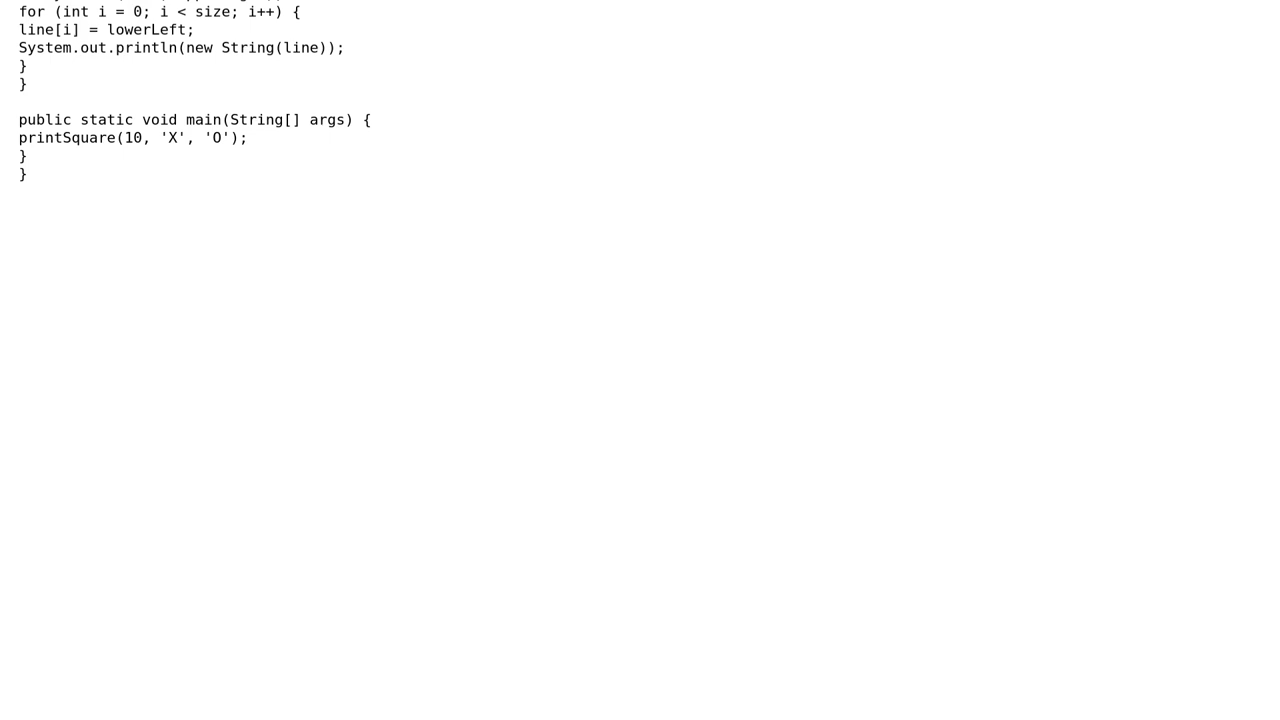 for (int i = 0; i < size; i++) {
line[i] = lowerLeft;
System.out.println(new String(line));
}
}

public static void main(String[] args) {
printSquare(10, 'X', 'O');
}
}